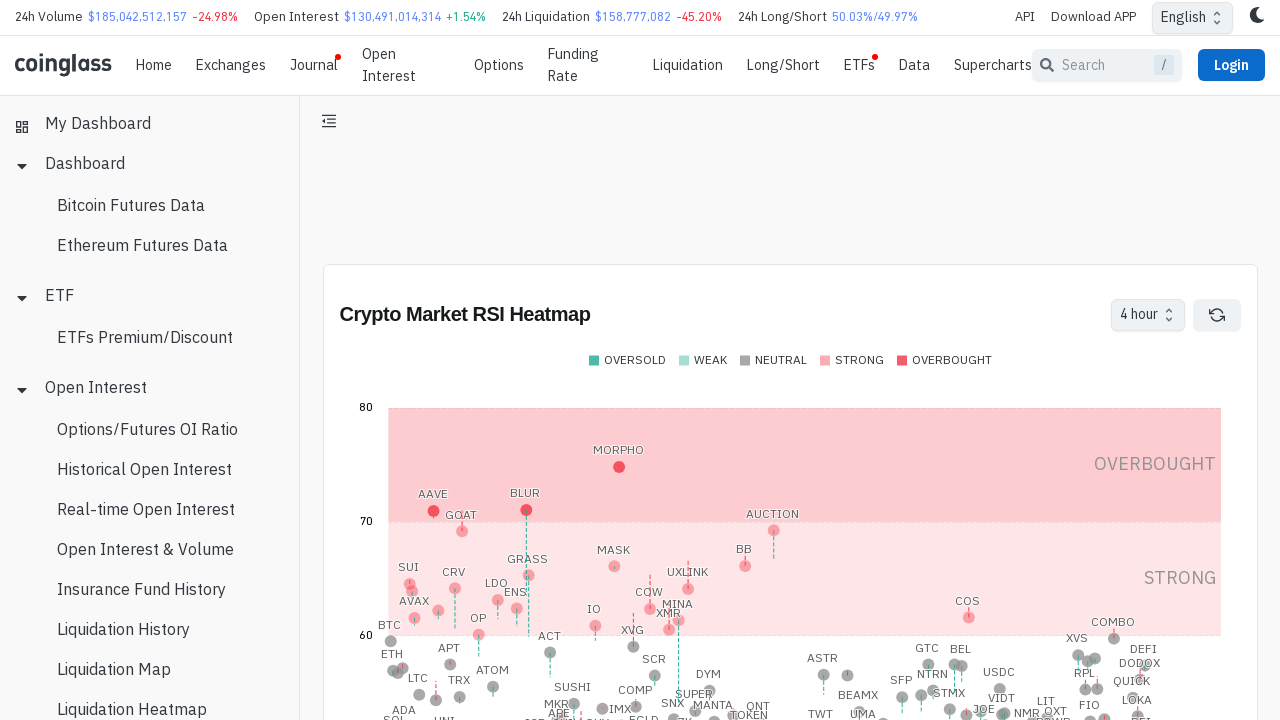 24h Volume $185,042,512,157 -24.98% Open Interest $130,491,014,314 +1.54% 24h Liquidation $158,777,082 -45.20% 24h Long/Short 50.03%/49.97% API Download APP English
coinglass Home Exchanges Journal Open Interest Options Funding Rate Liquidation Long/Short ETFs Data Supercharts Search / Login
My Dashboard
Dashboard
Bitcoin Futures Data
Ethereum Futures Data
ETF
ETFs Premium/Discount
Open Interest
Options/Futures OI Ratio
Historical Open Interest
Real-time Open Interest
Open Interest & Volume
Insurance Fund History
Liquidation History
Liquidation Map
Liquidation Heatmap
Crypto Market RSI Heatmap 4 hour
OVERSOLD WEAK NEUTRAL STRONG OVERBOUGHT
80
MORPHO
OVERBOUGHT
AAVE BLUR
GOAT AUCTION
70
MASK BB
GRASS
SUI CRV UXLINK
STRONG
LDO ENS COW
AVAX MINA COS
IO XMR
OP
BTC XVG COMBO
60
ACT XVS
ETH APT SCR ASTR GTC BEL DEFI
DODOX
ATOM DYM NTRN USDC RPL
LTC TRX SFP QUICK
SUSHI COMP SUPER BEAMX STMX VIDT
MKR SNX MANTA ONT LIT FIO LOKA
ADA APE IMX TWT UMA JOE NMR OXT
TOKEN